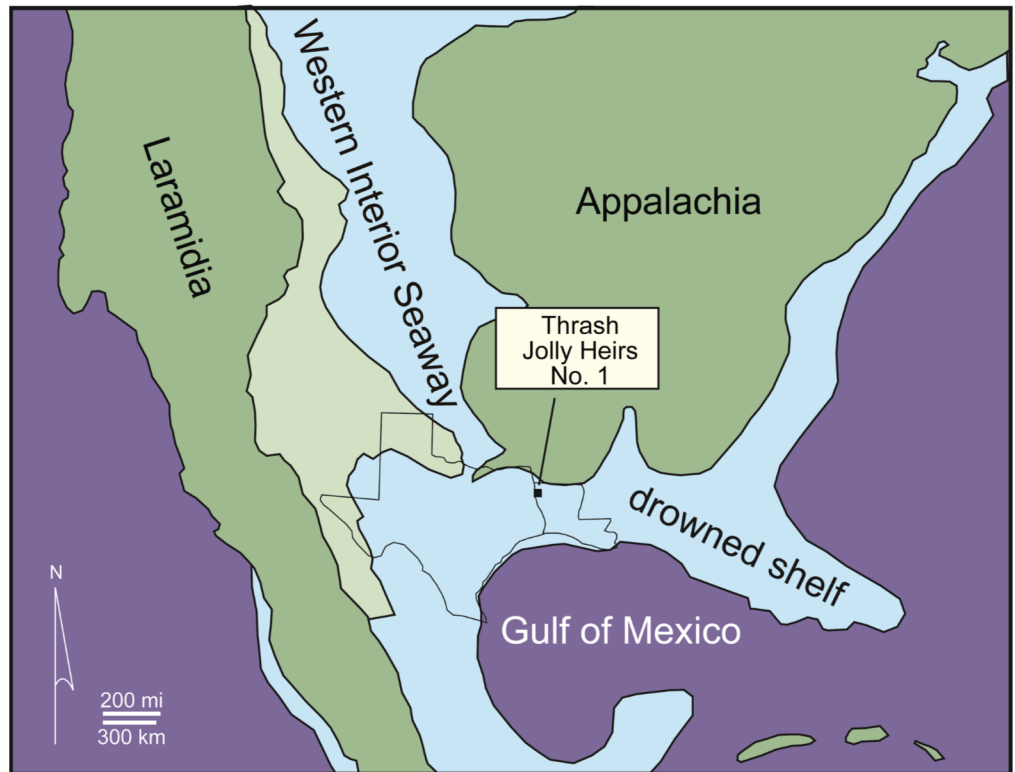 Western Interior Seaway
Laramidia
Appalachia
Thrash
Jolly Heirs
No. 1
drowned shelf
Gulf of Mexico
N
200 mi
300 km